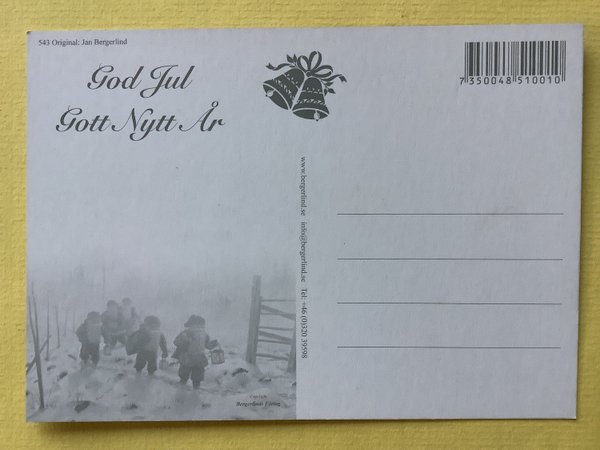 543 Original: Jan Bergerlind
God Jul
Gott Nytt År
7 350048 510010
www.bergerlind.se info@bergerlind.se Tel: +46 (0)320 39598
Copyright
Bergerlinds Förlag